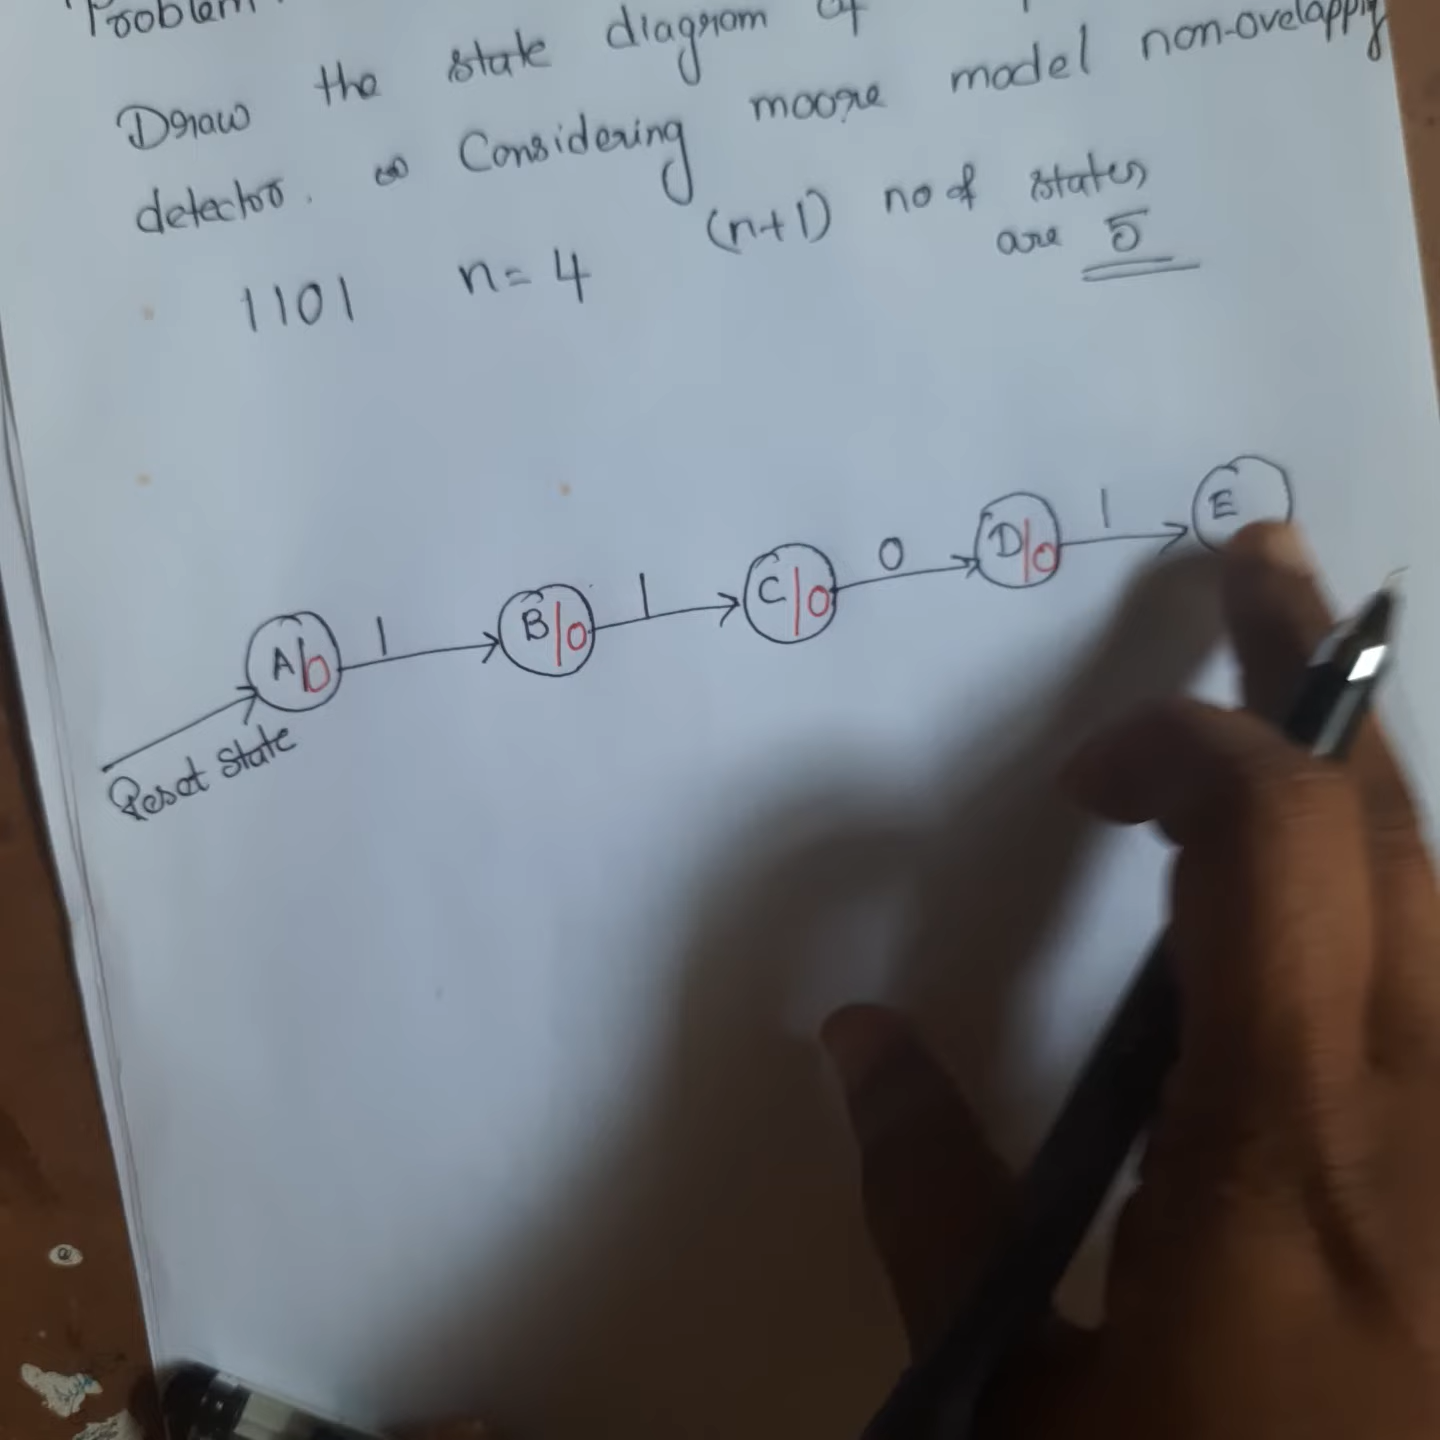 Problem
Draw the state diagram of
detector. Considering moore model non-ovelappig
1101 n=4 (n+1) no of states
are 5
A/0 1 B/0 1 C/0 0 D/0 1 E
Reset State